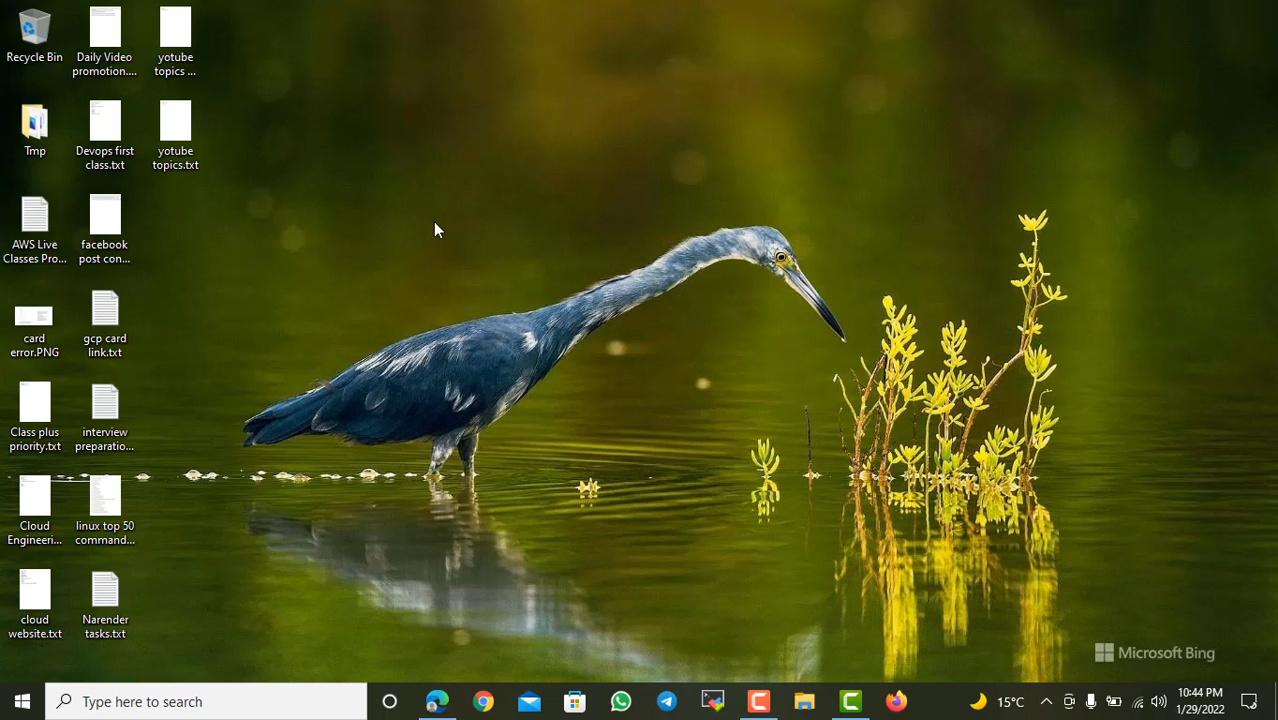 Recycle Bin
Daily Video
promotion....
yotube
topics ...
Tmp
Devops first
class.txt
yotube
topics.txt
AWS Live
Classes Pro...
facebook
post con...
card
error.PNG
gcp card
link.txt
Class plus
priority.txt
interview
preparatio...
Cloud
Engineeri...
linux top 50
command...
cloud
website.txt
Narender
tasks.txt
Microsoft Bing
Type here to search
15°C
10:44 PM
1/29/2022